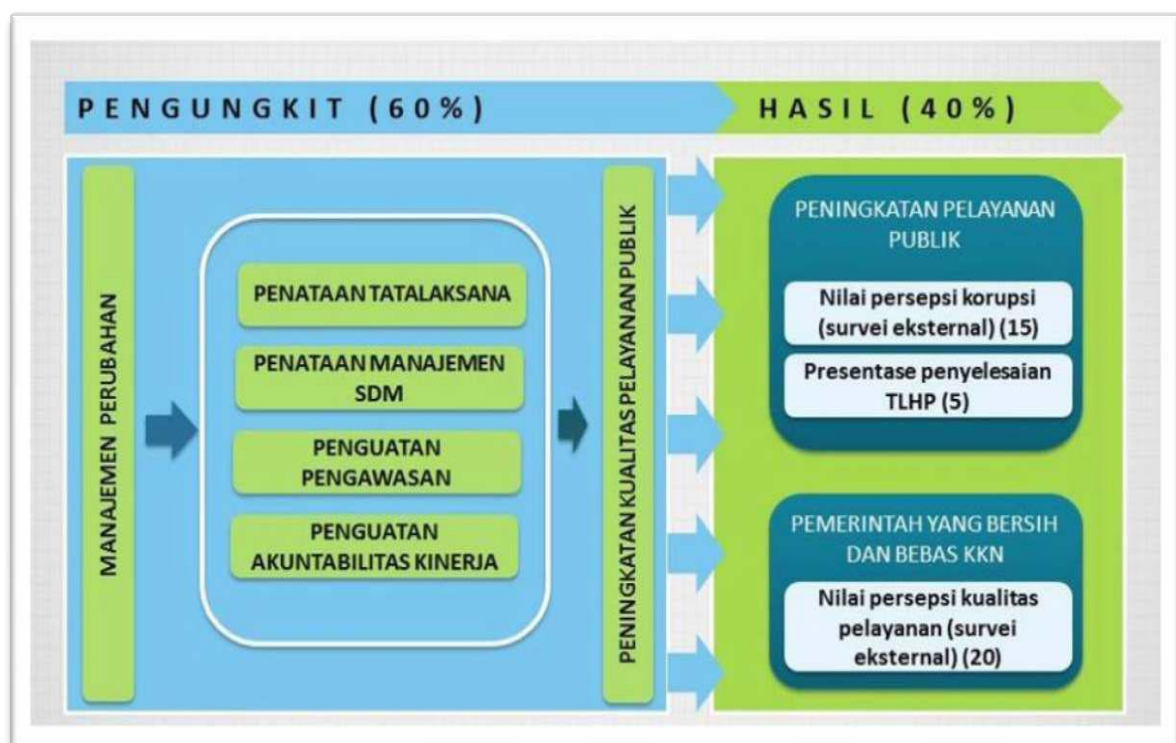 PENGUNGKIT (60%)
HASIL (40%)
MANAJEMEN PERUBAHAN
PENATAAN TATALAKSANA
PENATAAN MANAJEMEN
SDM
PENGUATAN
PENGAWASAN
PENGUATAN
AKUNTABILITAS KINERJA
PENINGKATAN KUALITAS PELAYANAN PUBLIK
PENINGKATAN PELAYANAN
PUBLIK
Nilai persepsi korupsi
(survei eksternal) (15)
Presentase penyelesaian
TLHP (5)
PEMERINTAH YANG BERSIH
DAN BEBAS KKN
Nilai persepsi kualitas
pelayanan (survei
eksternal) (20)